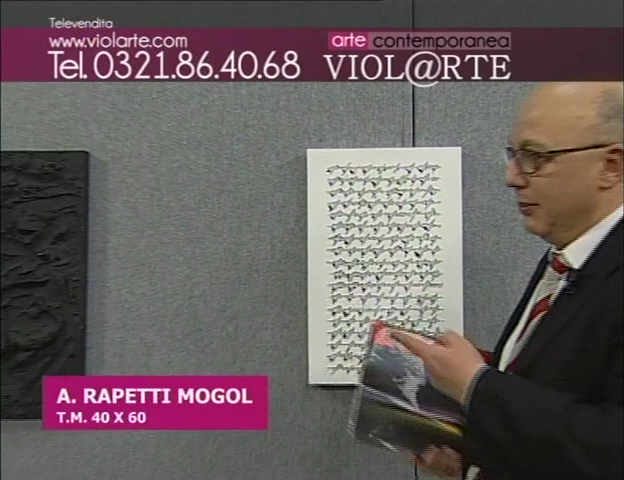 Televendita
www.violarte.com
Tel. 0321.86.40.68
arte contemporanea
VIOL@RTE
A. RAPETTI MOGOL
T.M. 40 X 60